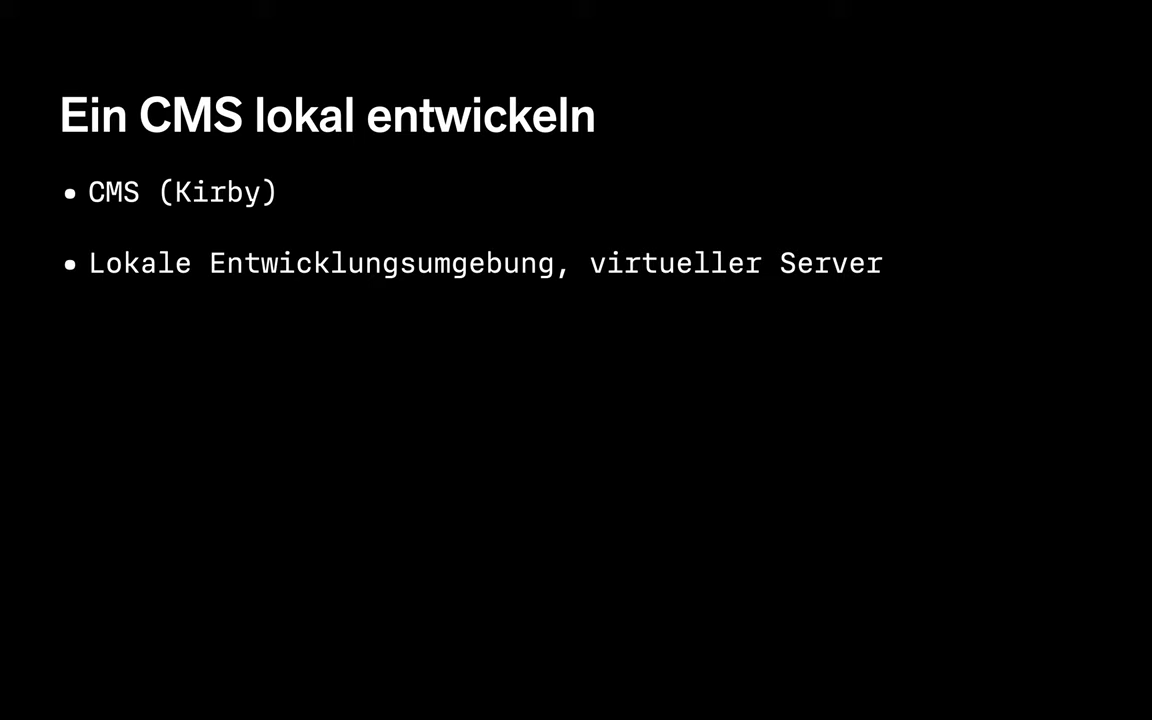 Ein CMS lokal entwickeln
• CMS (Kirby)
• Lokale Entwicklungsumgebung, virtueller Server